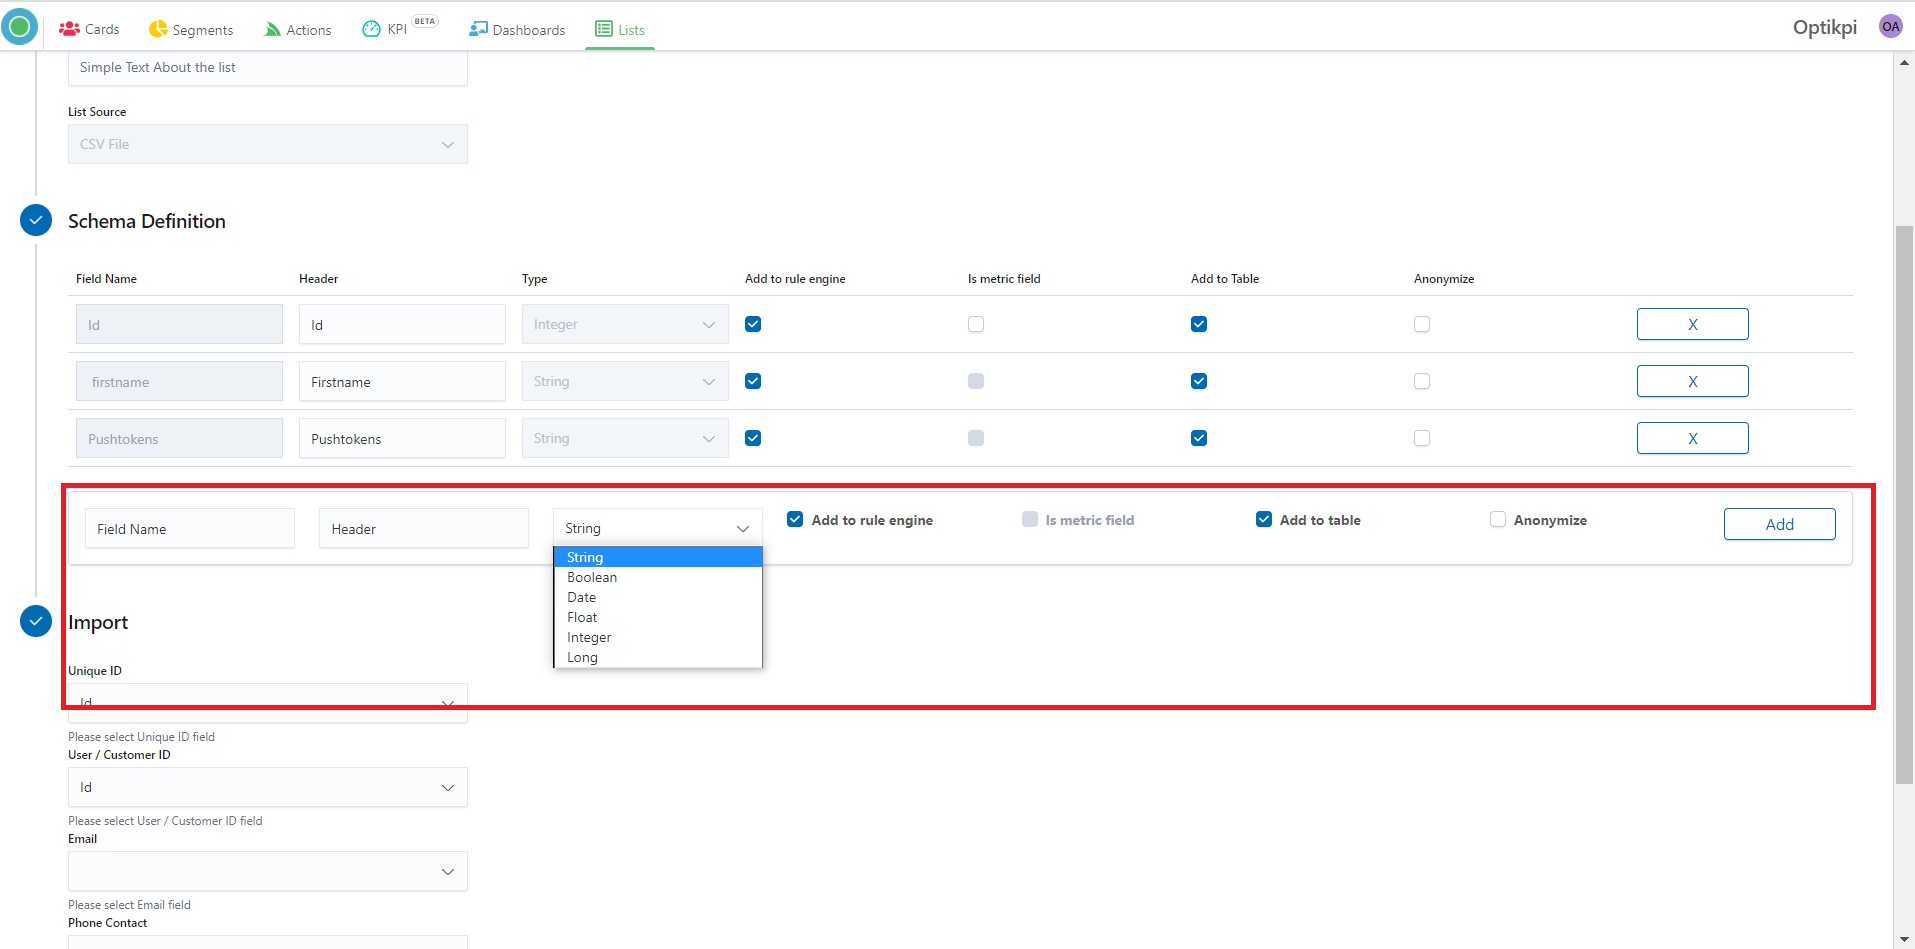 Cards Segments Actions KPI BETA Dashboards Lists Optikpi OA
Simple Text About the list
List Source
CSV File
Schema Definition
Field Name Header Type Add to rule engine Is metric field Add to Table Anonymize
Id Id Integer X
firstname Firstname String X
Pushtokens Pushtokens String X
Field Name Header String Add to rule engine Is metric field Add to table Anonymize Add
String
Boolean
Date
Float
Integer
Long
Import
Unique ID
Id
Please select Unique ID field
User / Customer ID
Id
Please select User / Customer ID field
Email
Please select Email field
Phone Contact